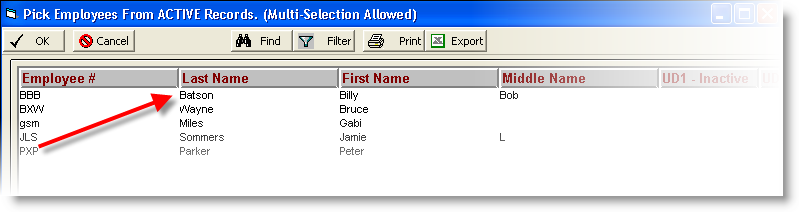 Pick Employees From ACTIVE Records. (Multi-Selection Allowed)
OK Cancel Find Filter Print Export
Employee # Last Name First Name Middle Name UD1 - Inactive
BBB Batson Billy Bob
BXW Wayne Bruce
gsm Miles Gabi
JLS Sommers Jamie L
PXP Parker Peter